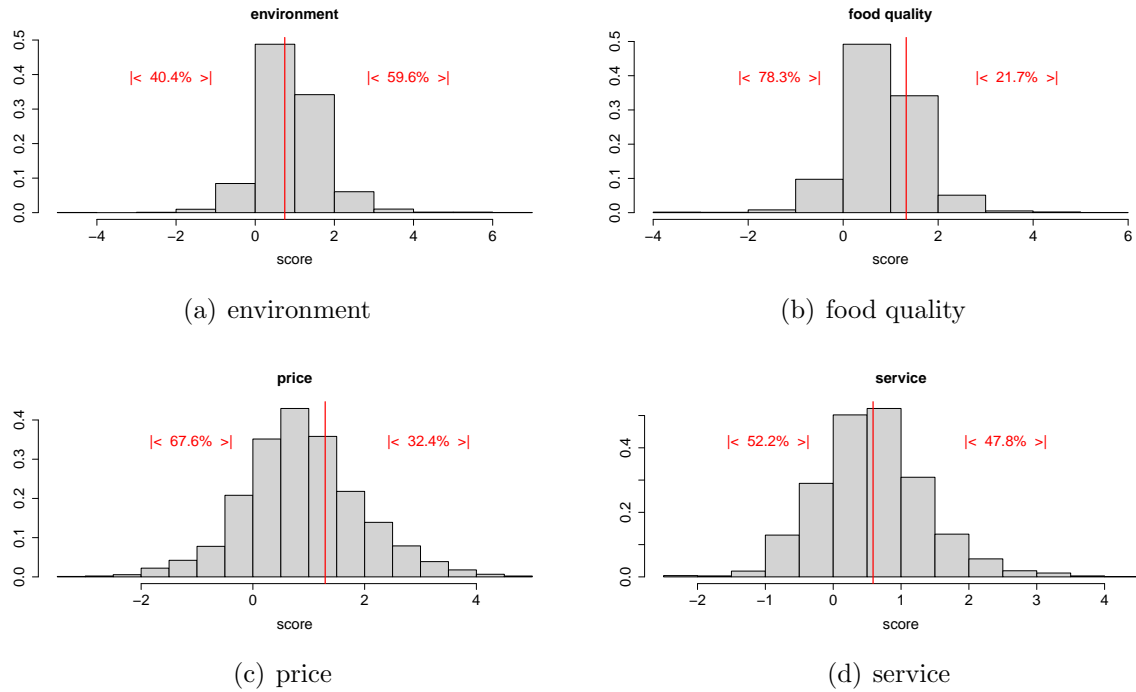 environment
0.0 0.1 0.2 0.3 0.4 0.5
|< 40.4% >| |< 59.6% >|
−4 −2 0 2 4 6
score
(a) environment
food quality
0.0 0.1 0.2 0.3 0.4 0.5
|< 78.3% >| |< 21.7% >|
−4 −2 0 2 4 6
score
(b) food quality
price
0.0 0.1 0.2 0.3 0.4
|< 67.6% >| |< 32.4% >|
−2 0 2 4
score
(c) price
service
0.0 0.2 0.4
|< 52.2% >| |< 47.8% >|
−2 −1 0 1 2 3 4
score
(d) service